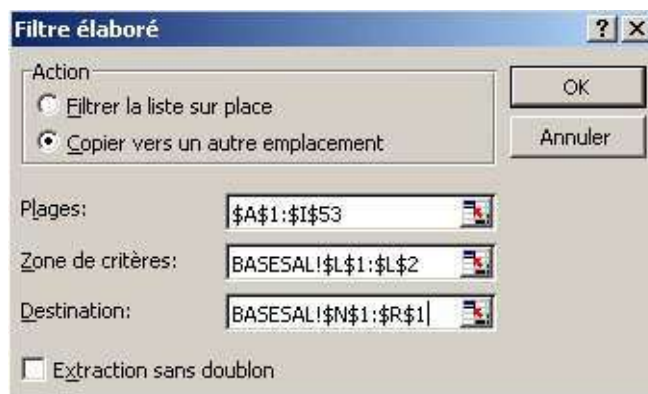 Filtre élaboré
Action
Filtrer la liste sur place
Copier vers un autre emplacement
OK
Annuler
Plages: $A$1:$I$53
Zone de critères: BASESAL!$L$1:$L$2
Destination: BASESAL!$N$1:$R$1
Extraction sans doublon